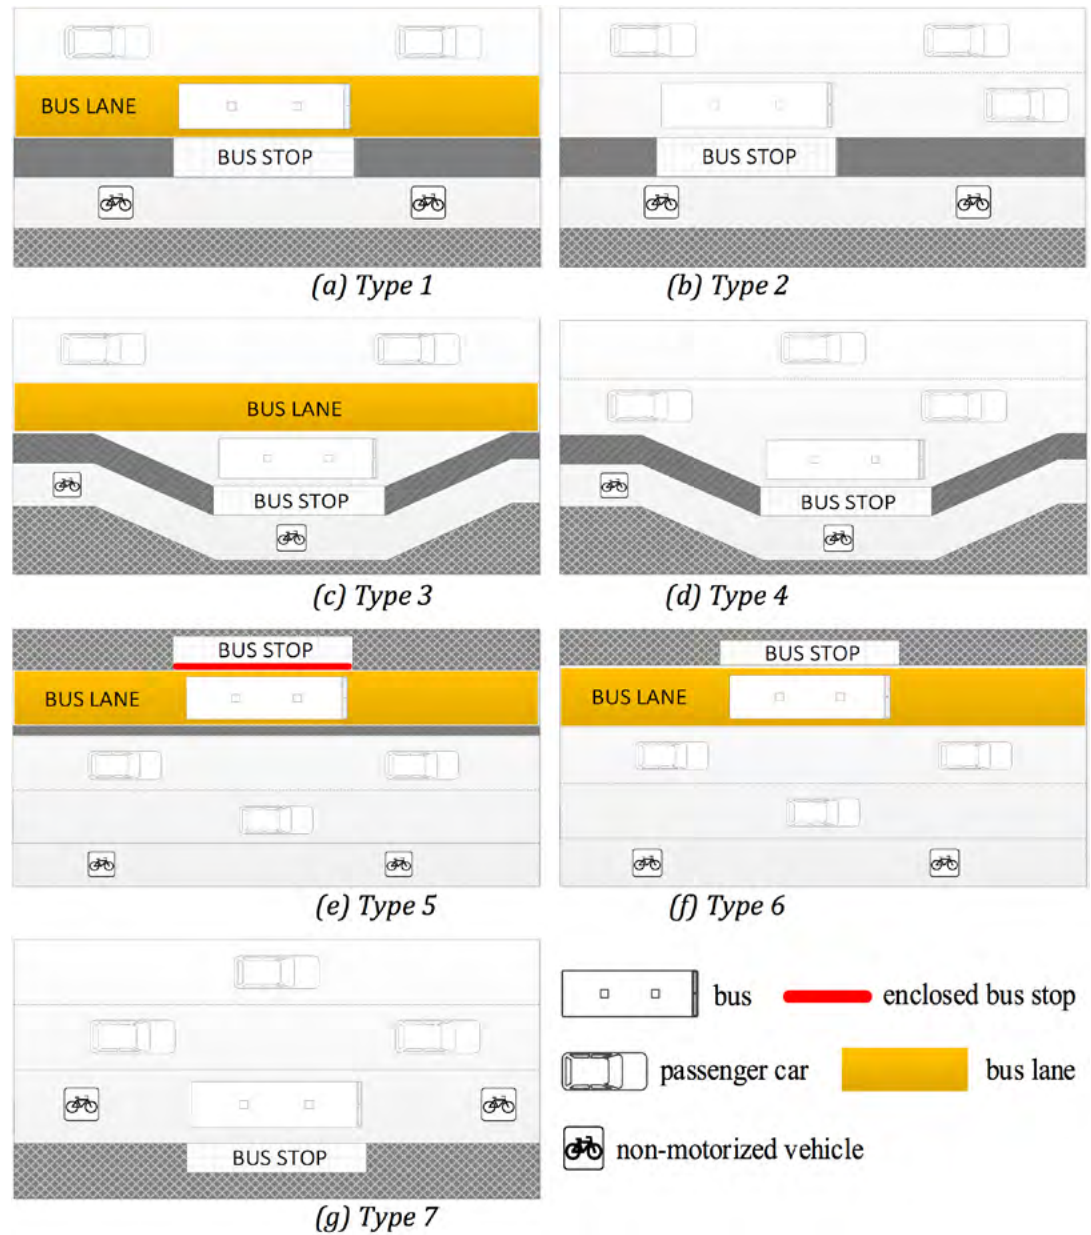 BUS LANE
BUS STOP
(a) Type 1
BUS STOP
(b) Type 2
BUS LANE
BUS STOP
(c) Type 3
BUS STOP
(d) Type 4
BUS STOP
BUS LANE
(e) Type 5
BUS STOP
BUS LANE
(f) Type 6
BUS STOP
(g) Type 7
bus
enclosed bus stop
passenger car
bus lane
non-motorized vehicle